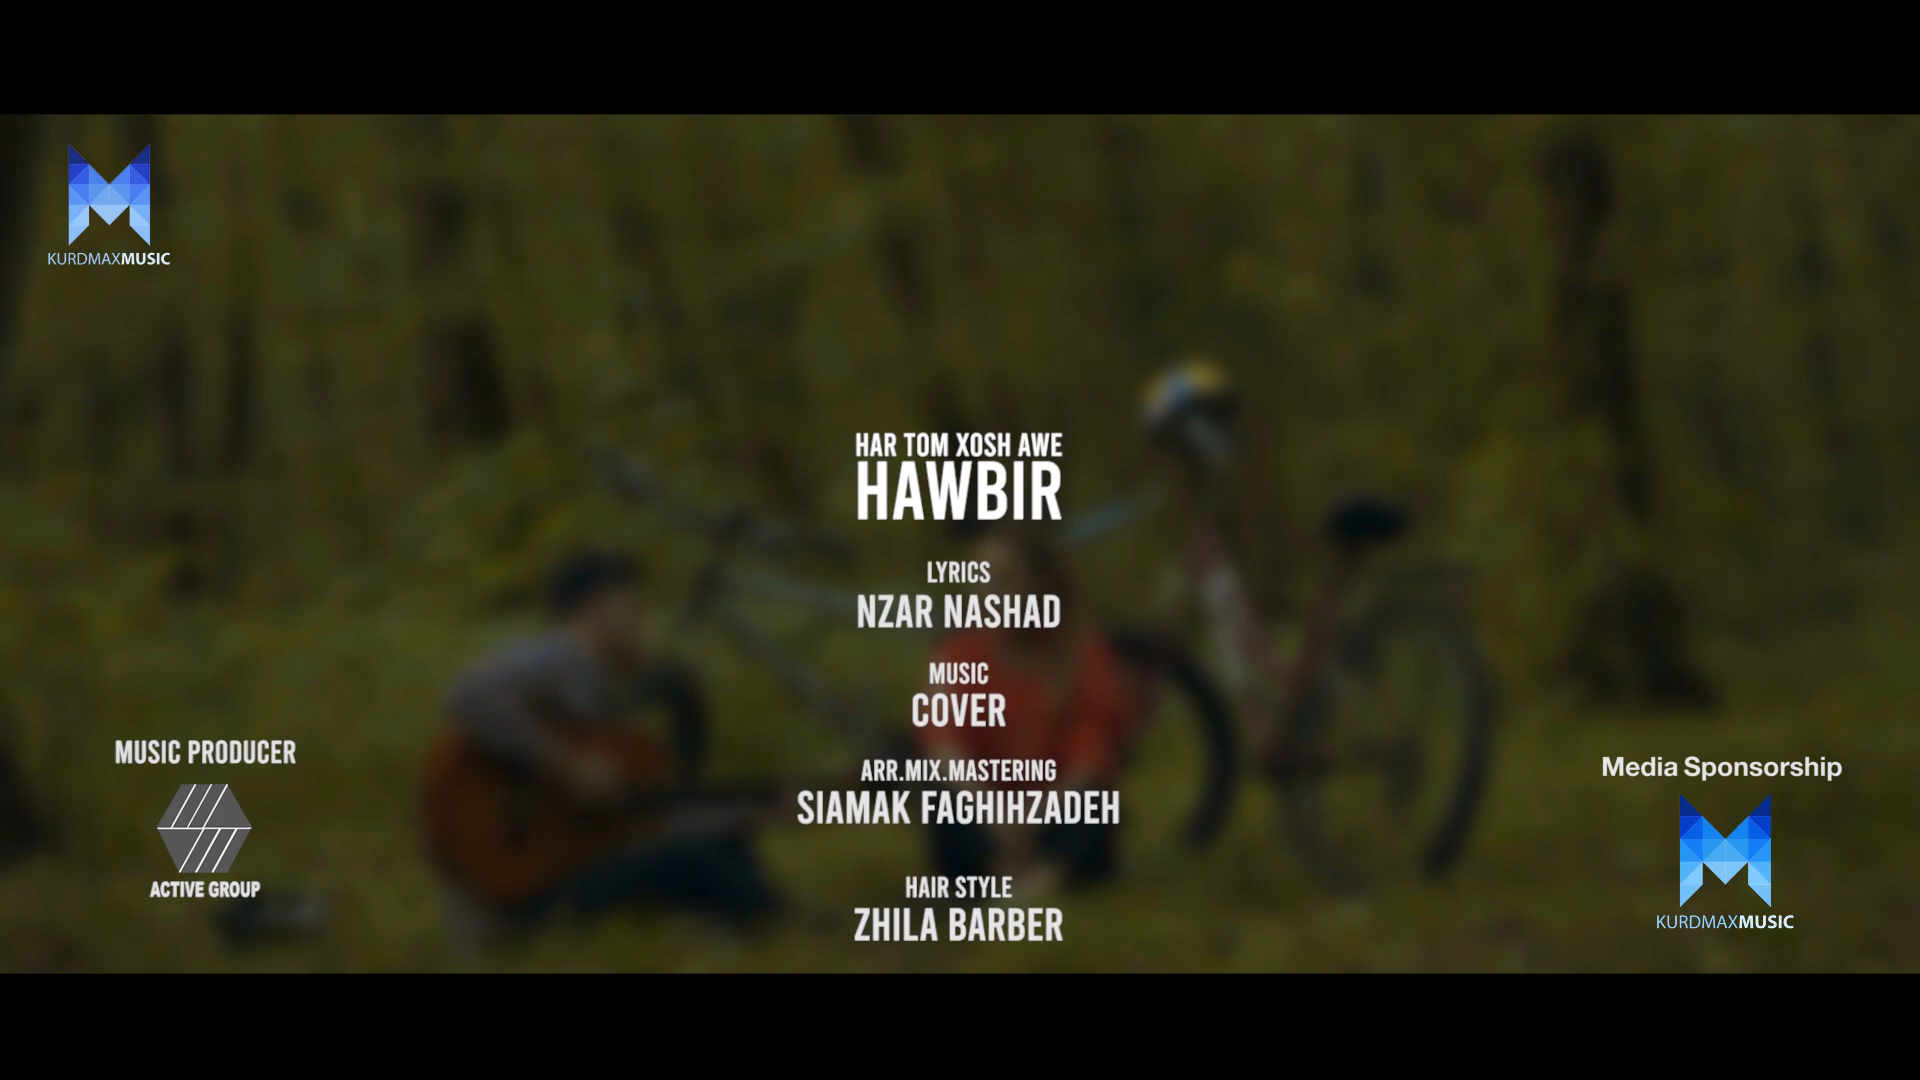 KURDMAXMUSIC
HAR TOM XOSH AWE
HAWBIR
LYRICS
NZAR NASHAD
MUSIC
COVER
ARR.MIX.MASTERING
SIAMAK FAGHIHZADEH
HAIR STYLE
ZHILA BARBER
MUSIC PRODUCER
ACTIVE GROUP
Media Sponsorship
KURDMAXMUSIC